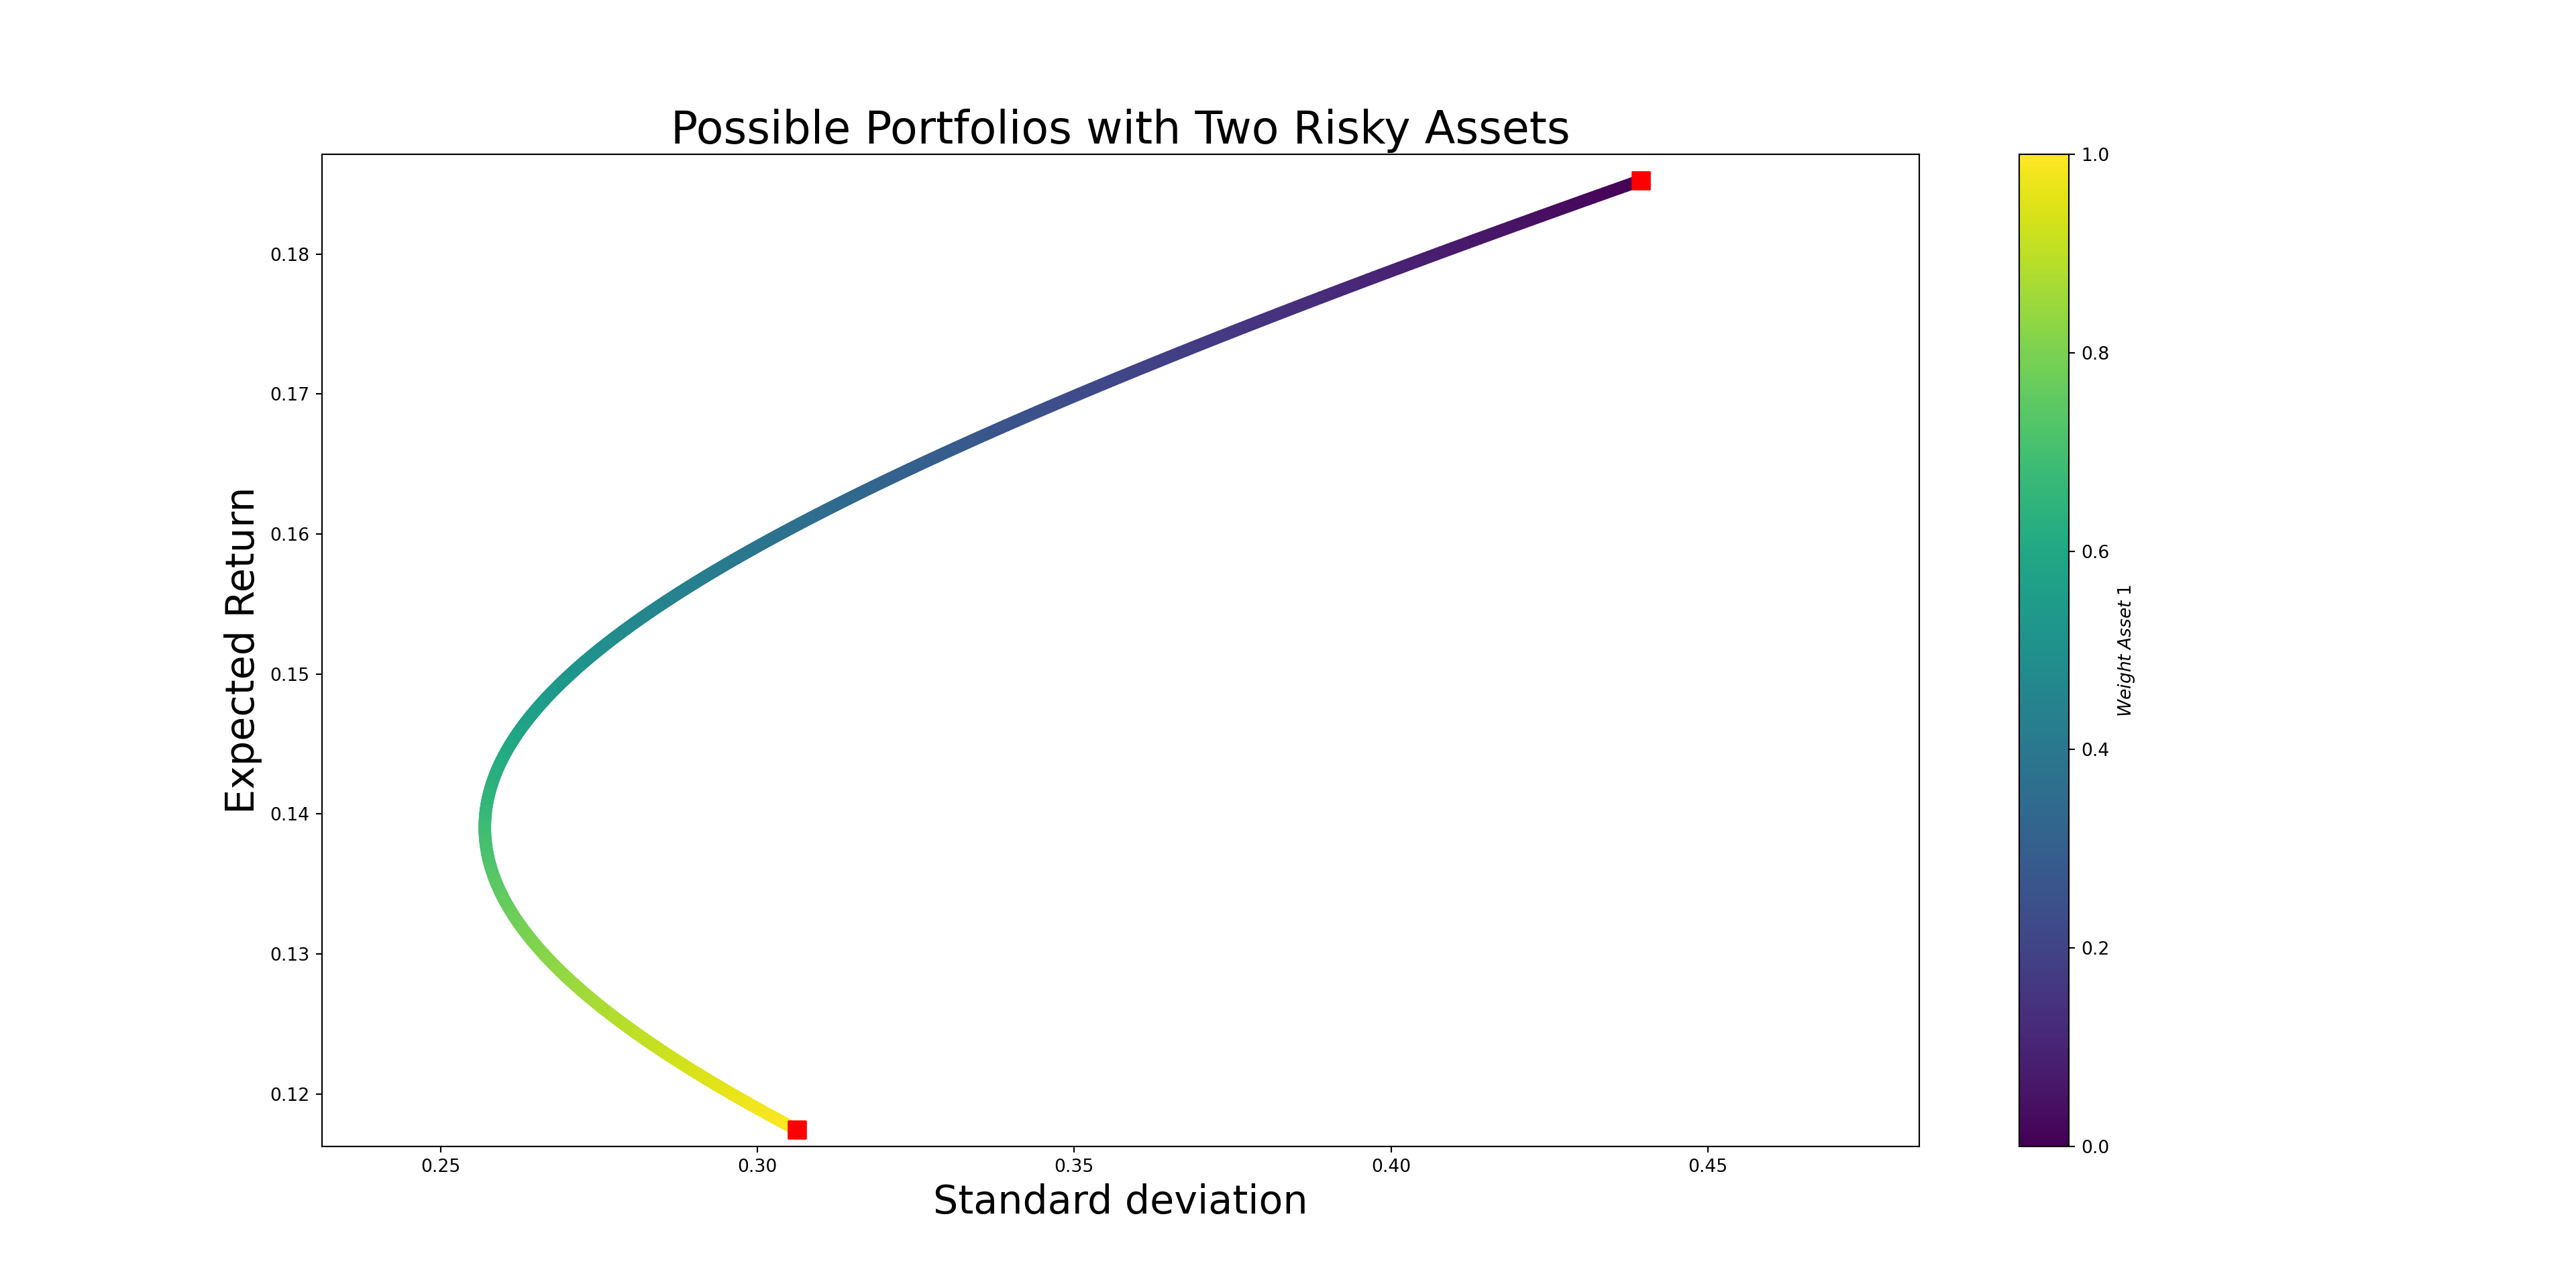 Possible Portfolios with Two Risky Assets
Expected Return
0.18
0.17
0.16
0.15
0.14
0.13
0.12
0.25 0.30 0.35 0.40 0.45
Standard deviation
1.0
0.8
0.6
0.4
0.2
0.0
Weight Asset 1